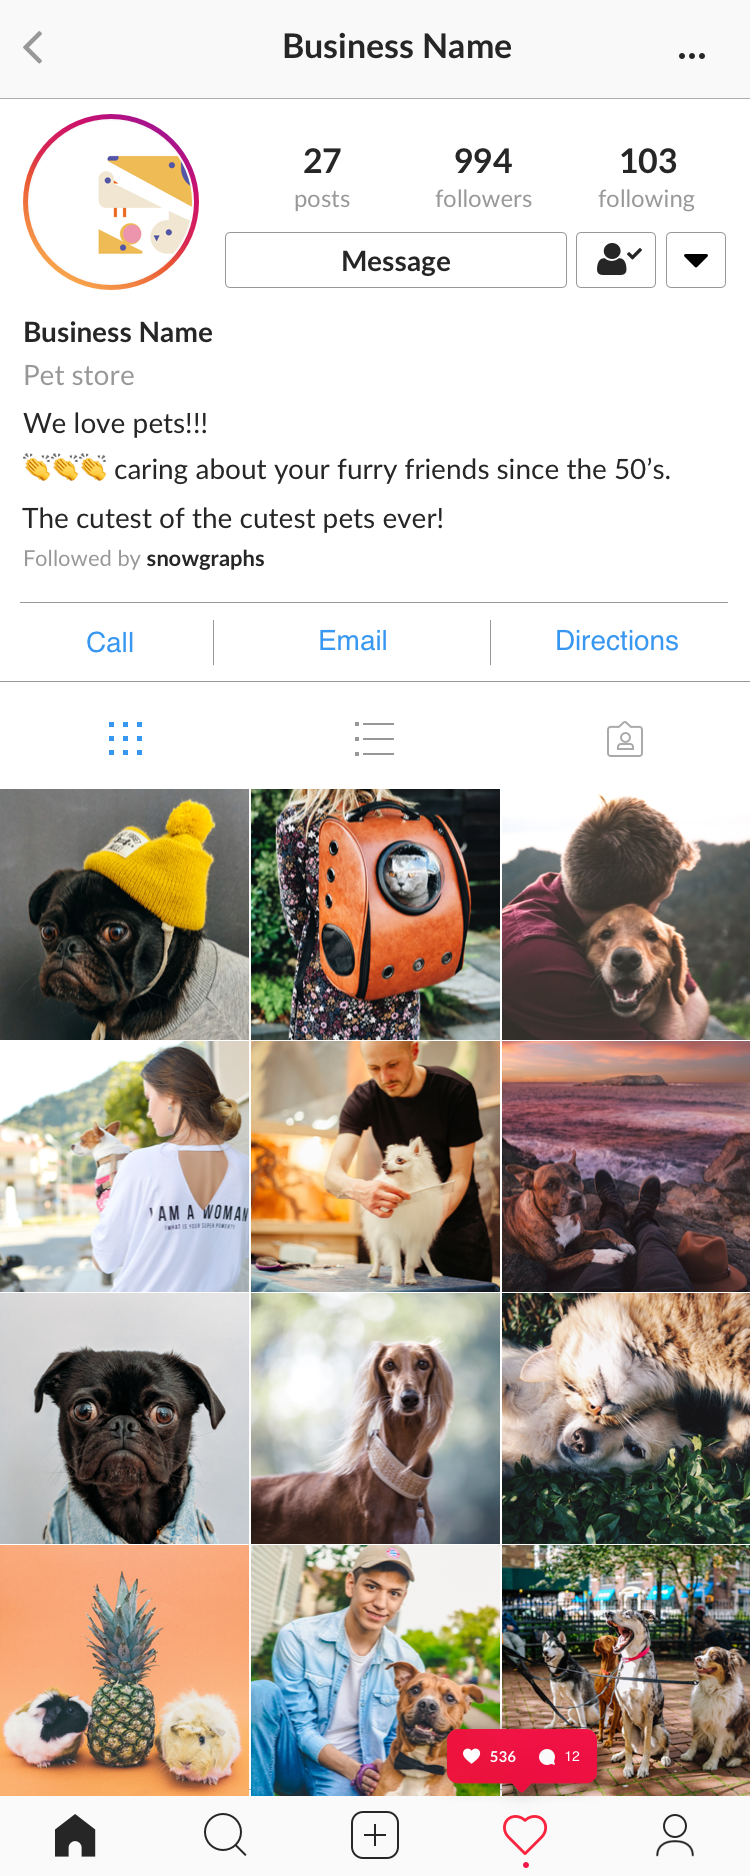 Business Name
27 994 103
posts followers following
Message
Business Name
Pet store
We love pets!!!
👏👏👏 caring about your furry friends since the 50’s.
The cutest of the cutest pets ever!
Followed by snowgraphs
Call Email Directions
I AM A WOMAN
536 12